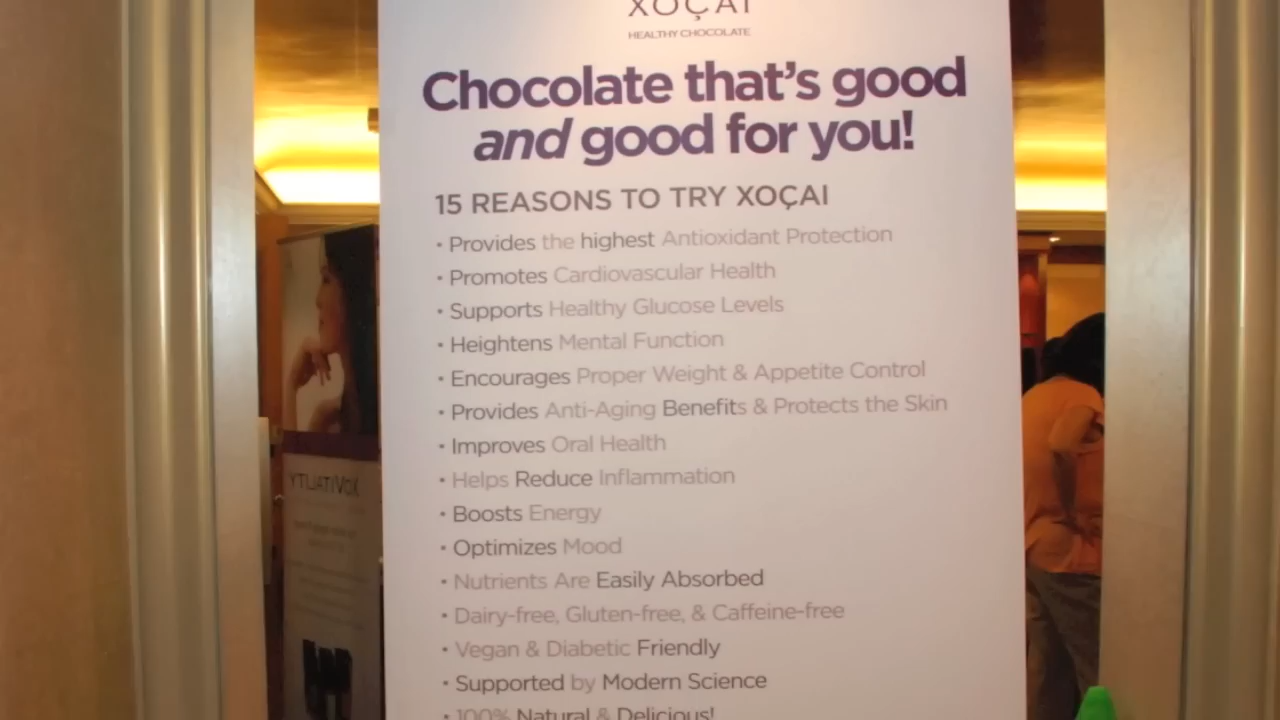 XOÇAI
HEALTHY CHOCOLATE
Chocolate that's good
and good for you!
15 REASONS TO TRY XOÇAI
• Provides the highest Antioxidant Protection
• Promotes Cardiovascular Health
• Supports Healthy Glucose Levels
• Heightens Mental Function
• Encourages Proper Weight & Appetite Control
• Provides Anti-Aging Benefits & Protects the Skin
• Improves Oral Health
• Helps Reduce Inflammation
• Boosts Energy
• Optimizes Mood
• Nutrients Are Easily Absorbed
• Dairy-free, Gluten-free, & Caffeine-free
• Vegan & Diabetic Friendly
• Supported by Modern Science
• 100% Natural & Delicious!